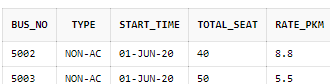 BUS_NO TYPE START_TIME TOTAL_SEAT RATE_PKM
5002 NON-AC 01-JUN-20 40 8.8
5003 NON-AC 01-JUN-20 50 5.5